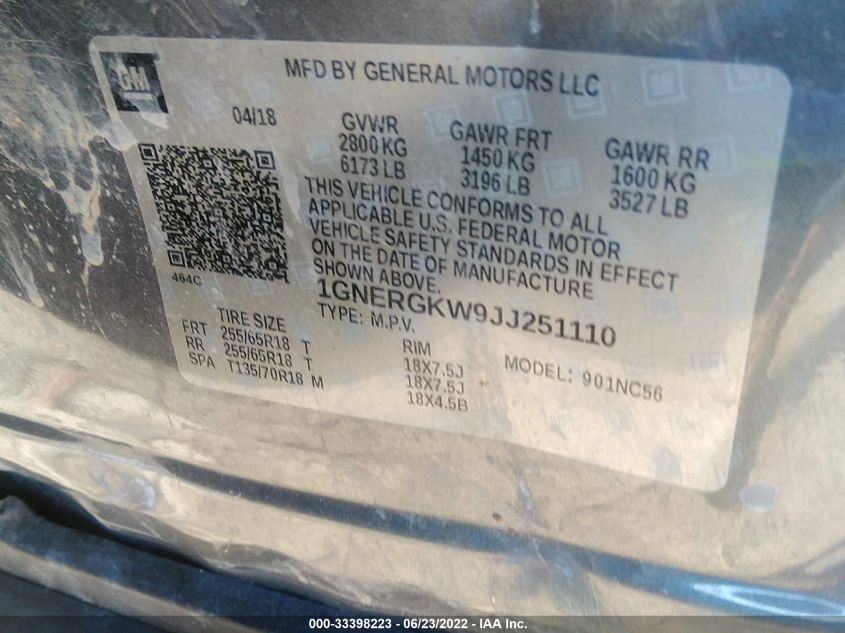 GM
MFD BY GENERAL MOTORS LLC
04/18
GVWR
2800 KG
6173 LB
GAWR FRT
1450 KG
3196 LB
GAWR RR
1600 KG
3527 LB
THIS VEHICLE CONFORMS TO ALL
APPLICABLE U.S. FEDERAL MOTOR
VEHICLE SAFETY STANDARDS IN EFFECT
ON THE DATE OF MANUFACTURE
SHOWN ABOVE.
464C
1GNERGKW9JJ251110
TYPE: M.P.V.
MODEL: 901NC56
TIRE SIZE
RIM
FRT 255/65R18 T 18X7.5J
RR 255/65R18 T 18X7.5J
SPA T135/70R18 M 18X4.5B
000-33398223 - 06/23/2022 - IAA Inc.